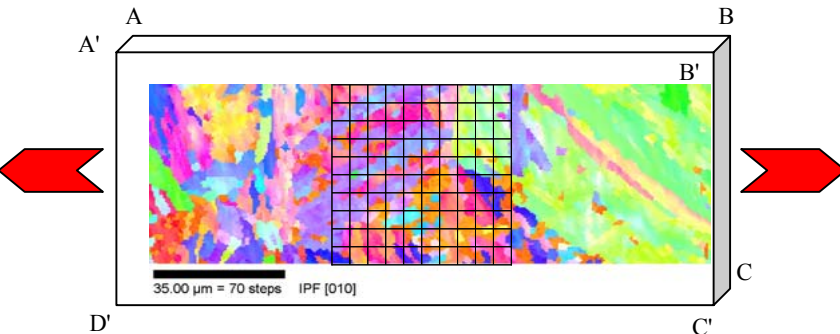 A
B
A'
B'
C
35.00 µm = 70 steps IPF [010]
D'
C'